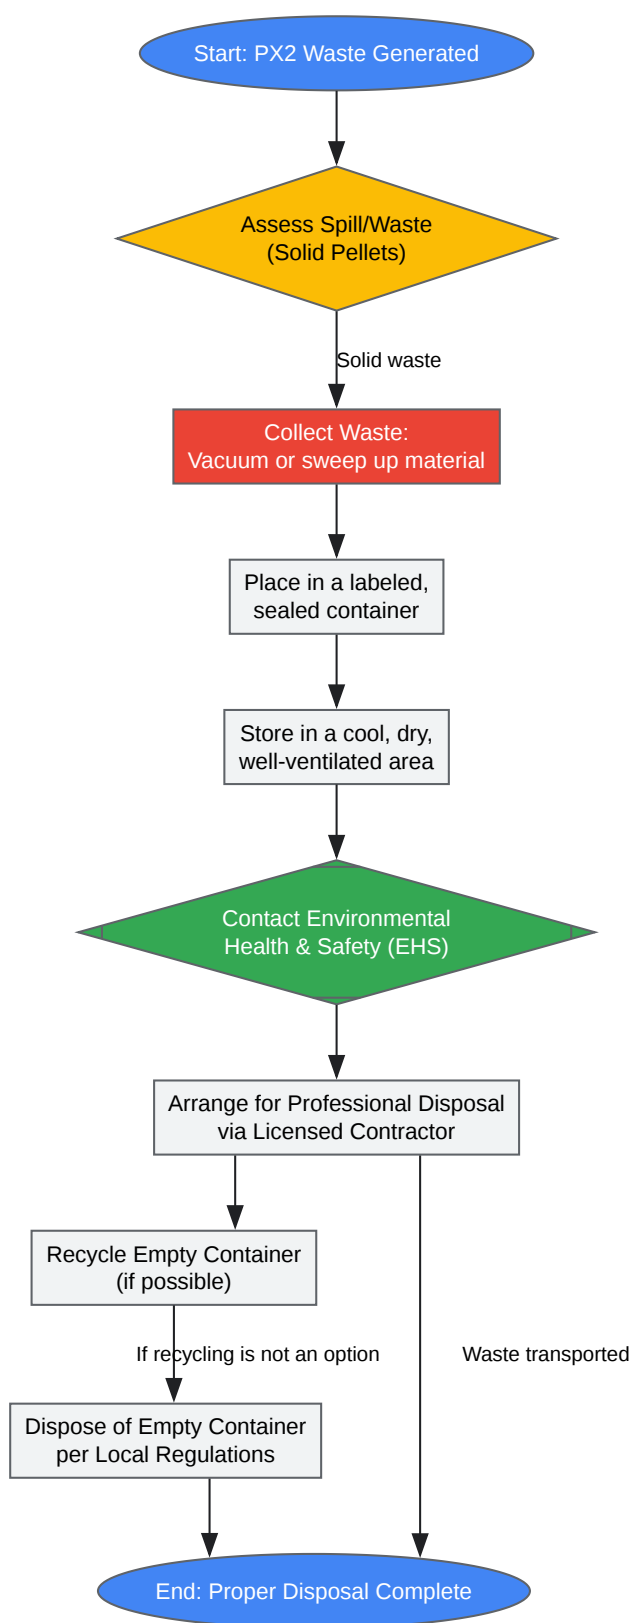 Start: PX2 Waste Generated
Assess Spill/Waste
(Solid Pellets)
Solid waste
Collect Waste:
Vacuum or sweep up material
Place in a labeled,
sealed container
Store in a cool, dry,
well-ventilated area
Contact Environmental
Health & Safety (EHS)
Arrange for Professional Disposal
via Licensed Contractor
Recycle Empty Container
(if possible)
If recycling is not an option
Waste transported
Dispose of Empty Container
per Local Regulations
End: Proper Disposal Complete